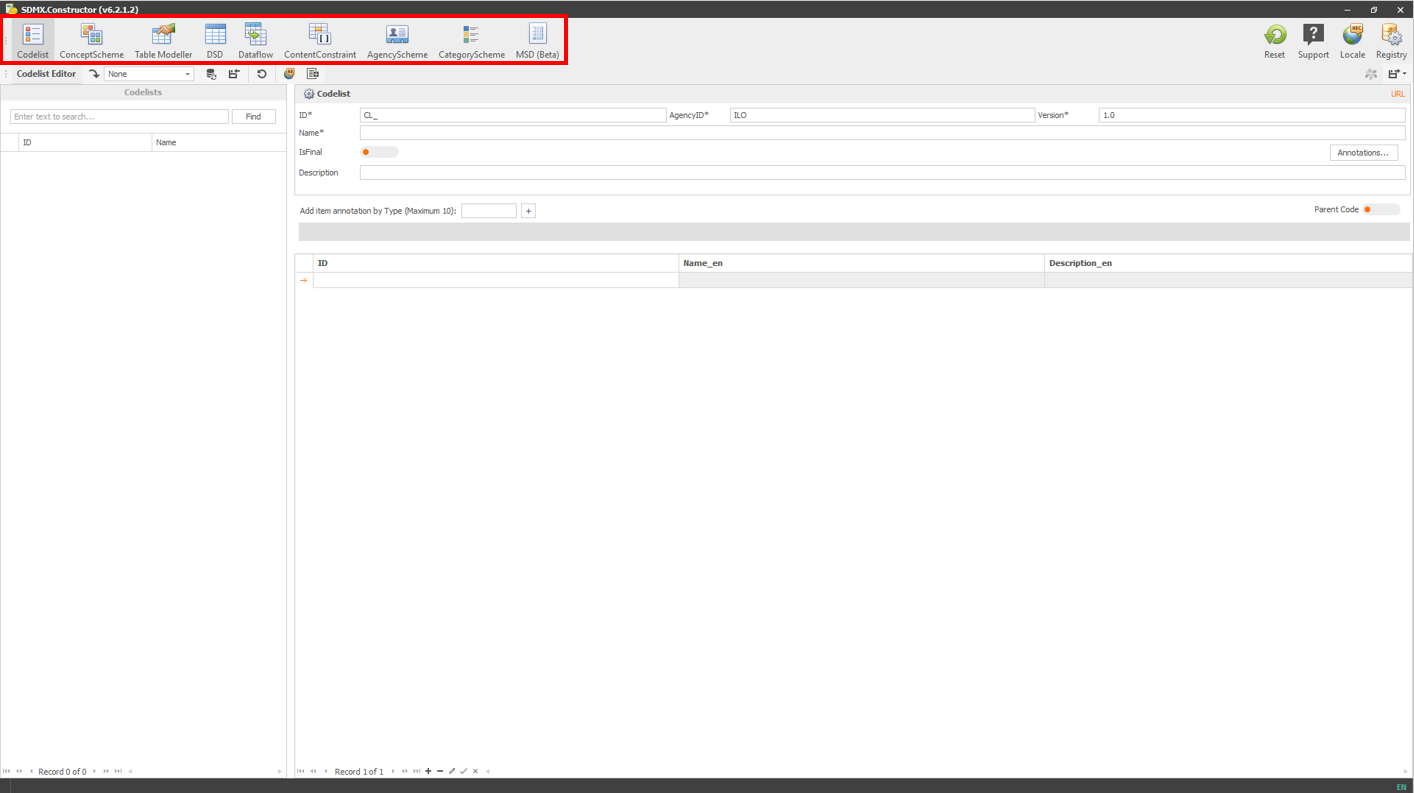 SDMX.Constructor (v6.2.1.2)
Codelist ConceptScheme Table Modeller DSD Dataflow ContentConstraint AgencyScheme CategoryScheme MSD (Beta) Reset Support Locale Registry
Codelist Editor None
Codelists
Enter text to search... Find
ID Name
Codelist URL
ID* CL_ AgencyID* ILO Version* 1.0
Name*
IsFinal Annotations...
Description
Add item annotation by Type (Maximum 10): + Parent Code
ID Name_en Description_en
Record 0 of 0
Record 1 of 1
EN